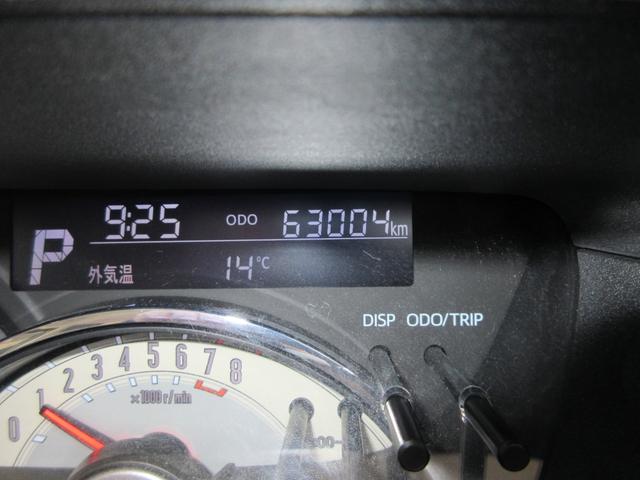 9:25 ODO 63004km
P
外気温 14℃
DISP ODO/TRIP
0 1 2 3 4 5 6 7 8
×1000r/min